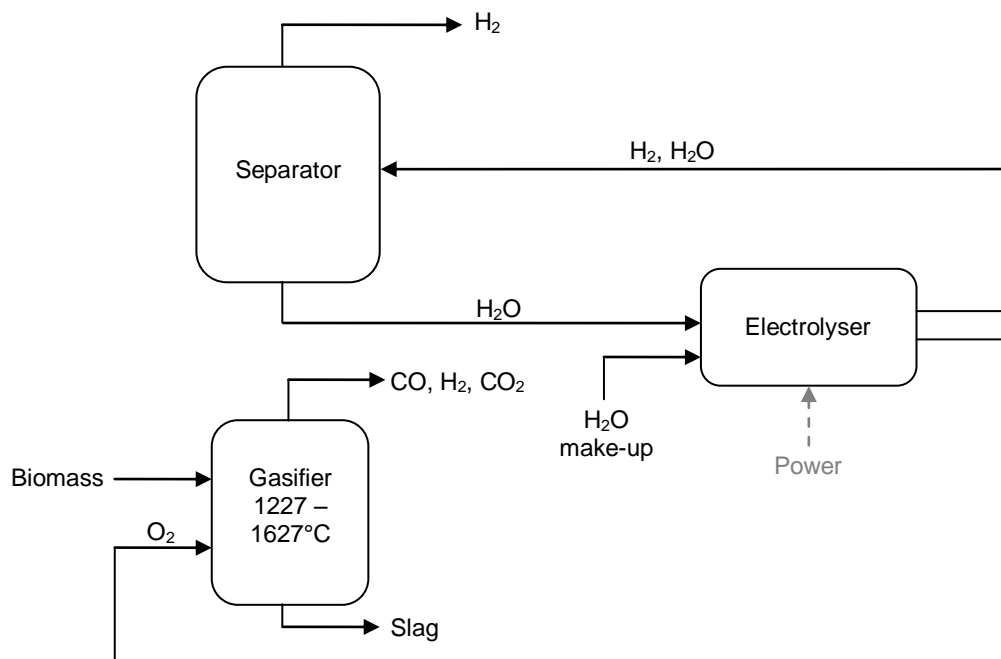 H₂
Separator
H₂, H₂O
H₂O
Electrolyser
CO, H₂, CO₂
H₂O
make-up
Power
Biomass
Gasifier
1227 –
1627°C
O₂
Slag